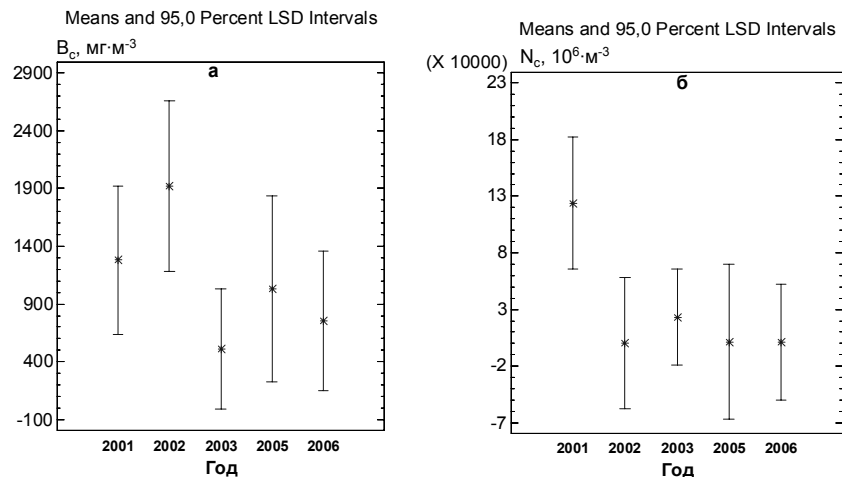 Means and 95,0 Percent LSD Intervals
B_c, мг·м⁻³
а
2900
2400
1900
1400
900
400
-100
2001 2002 2003 2005 2006
Год
Means and 95,0 Percent LSD Intervals
(X 10000) N_c, 10⁶·м⁻³
б
23
18
13
8
3
-2
-7
2001 2002 2003 2005 2006
Год